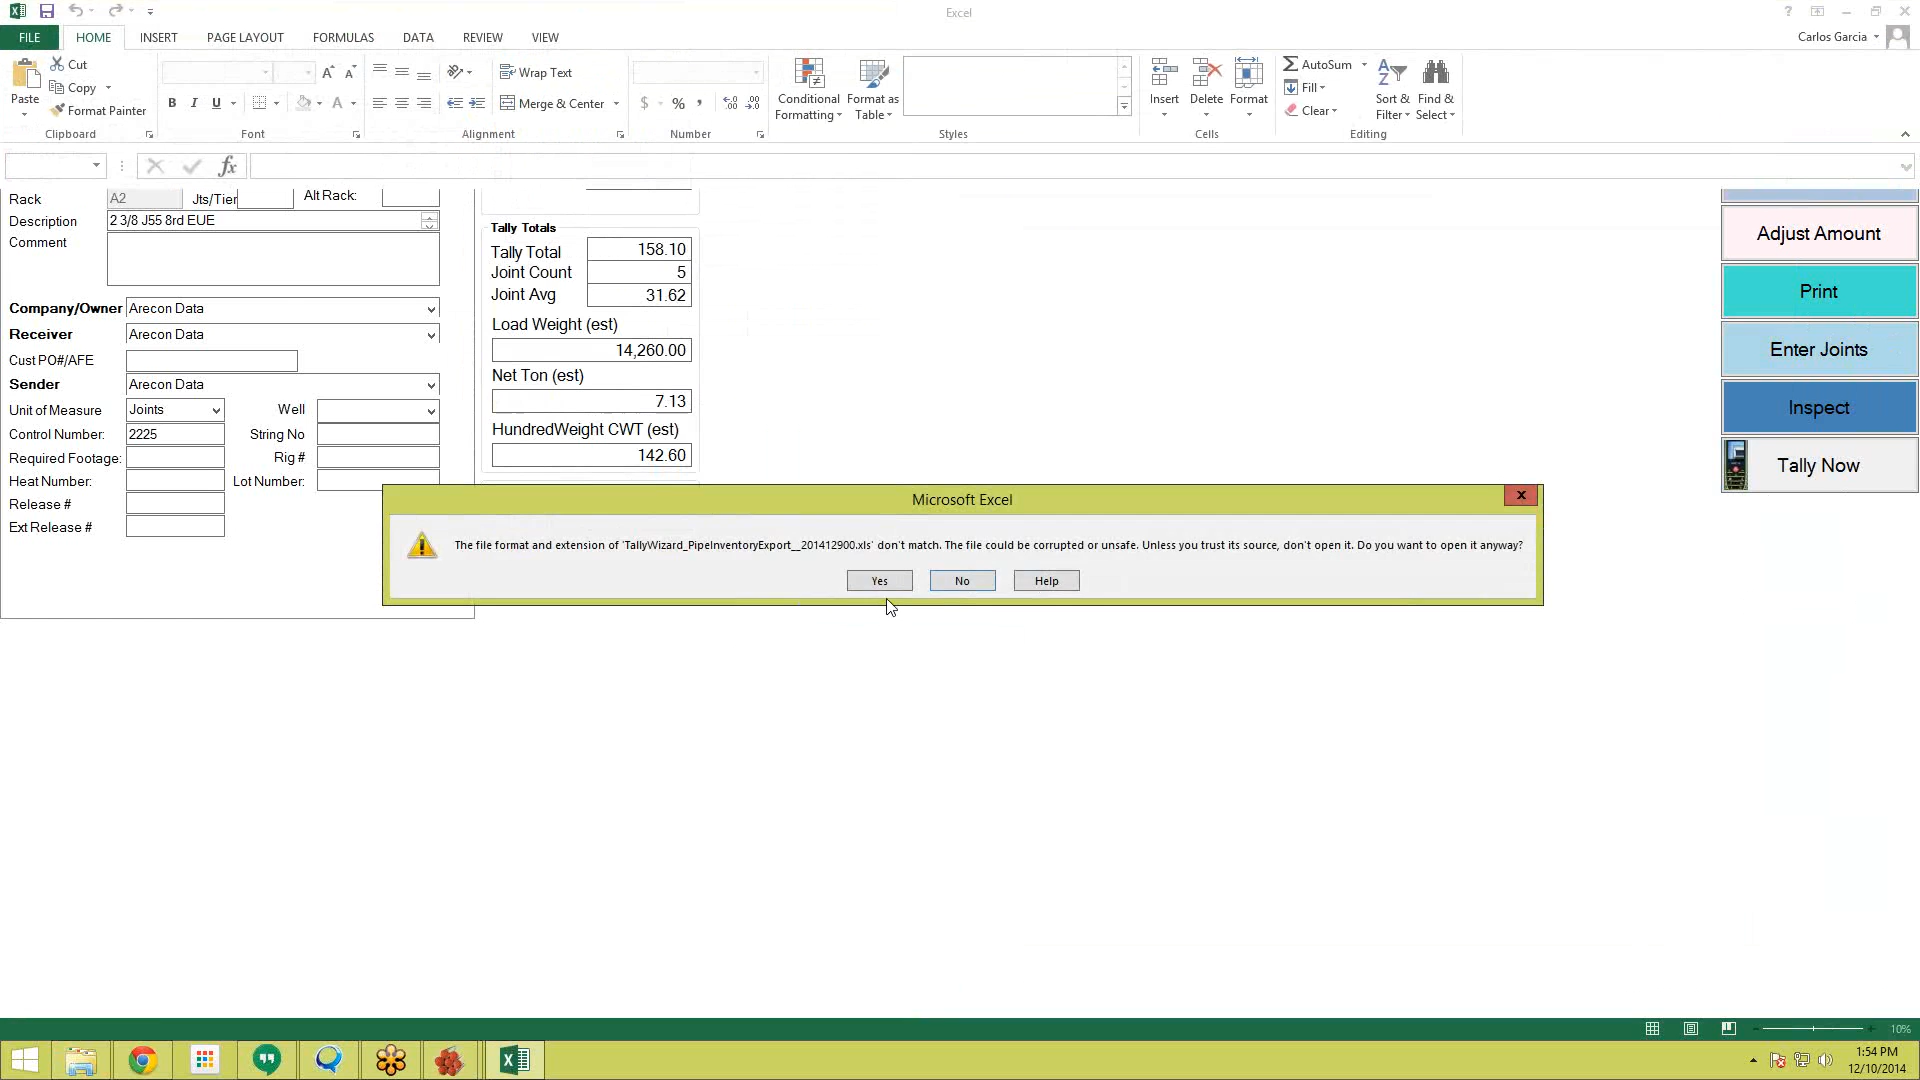 Excel
FILE HOME INSERT PAGE LAYOUT FORMULAS DATA REVIEW VIEW
Carlos Garcia
Paste
Cut
Copy
Format Painter
Clipboard
B I U
Font
Wrap Text
Merge & Center
Alignment
$ % ,
Number
Conditional
Formatting
Format as
Table
Styles
Insert
Delete
Format
Cells
AutoSum
Fill
Clear
Sort &
Filter
Find &
Select
Editing
fx
Rack A2 Jts/Tier Alt Rack:
Description 2 3/8 J55 8rd EUE
Comment
Company/Owner Arecon Data
Receiver Arecon Data
Cust PO#/AFE
Sender Arecon Data
Unit of Measure Joints Well
Control Number: 2225 String No
Required Footage: Rig #
Heat Number: Lot Number:
Release #
Ext Release #
Tally Totals
Tally Total 158.10
Joint Count 5
Joint Avg 31.62
Load Weight (est)
14,260.00
Net Ton (est)
7.13
HundredWeight CWT (est)
142.60
Adjust Amount
Print
Enter Joints
Inspect
Tally Now
Microsoft Excel
The file format and extension of 'TallyWizard_PipeInventoryExport__201412900.xls' don't match. The file could be corrupted or unsafe. Unless you trust its source, don't open it. Do you want to open it anyway?
Yes No Help
10%
1:54 PM
12/10/2014